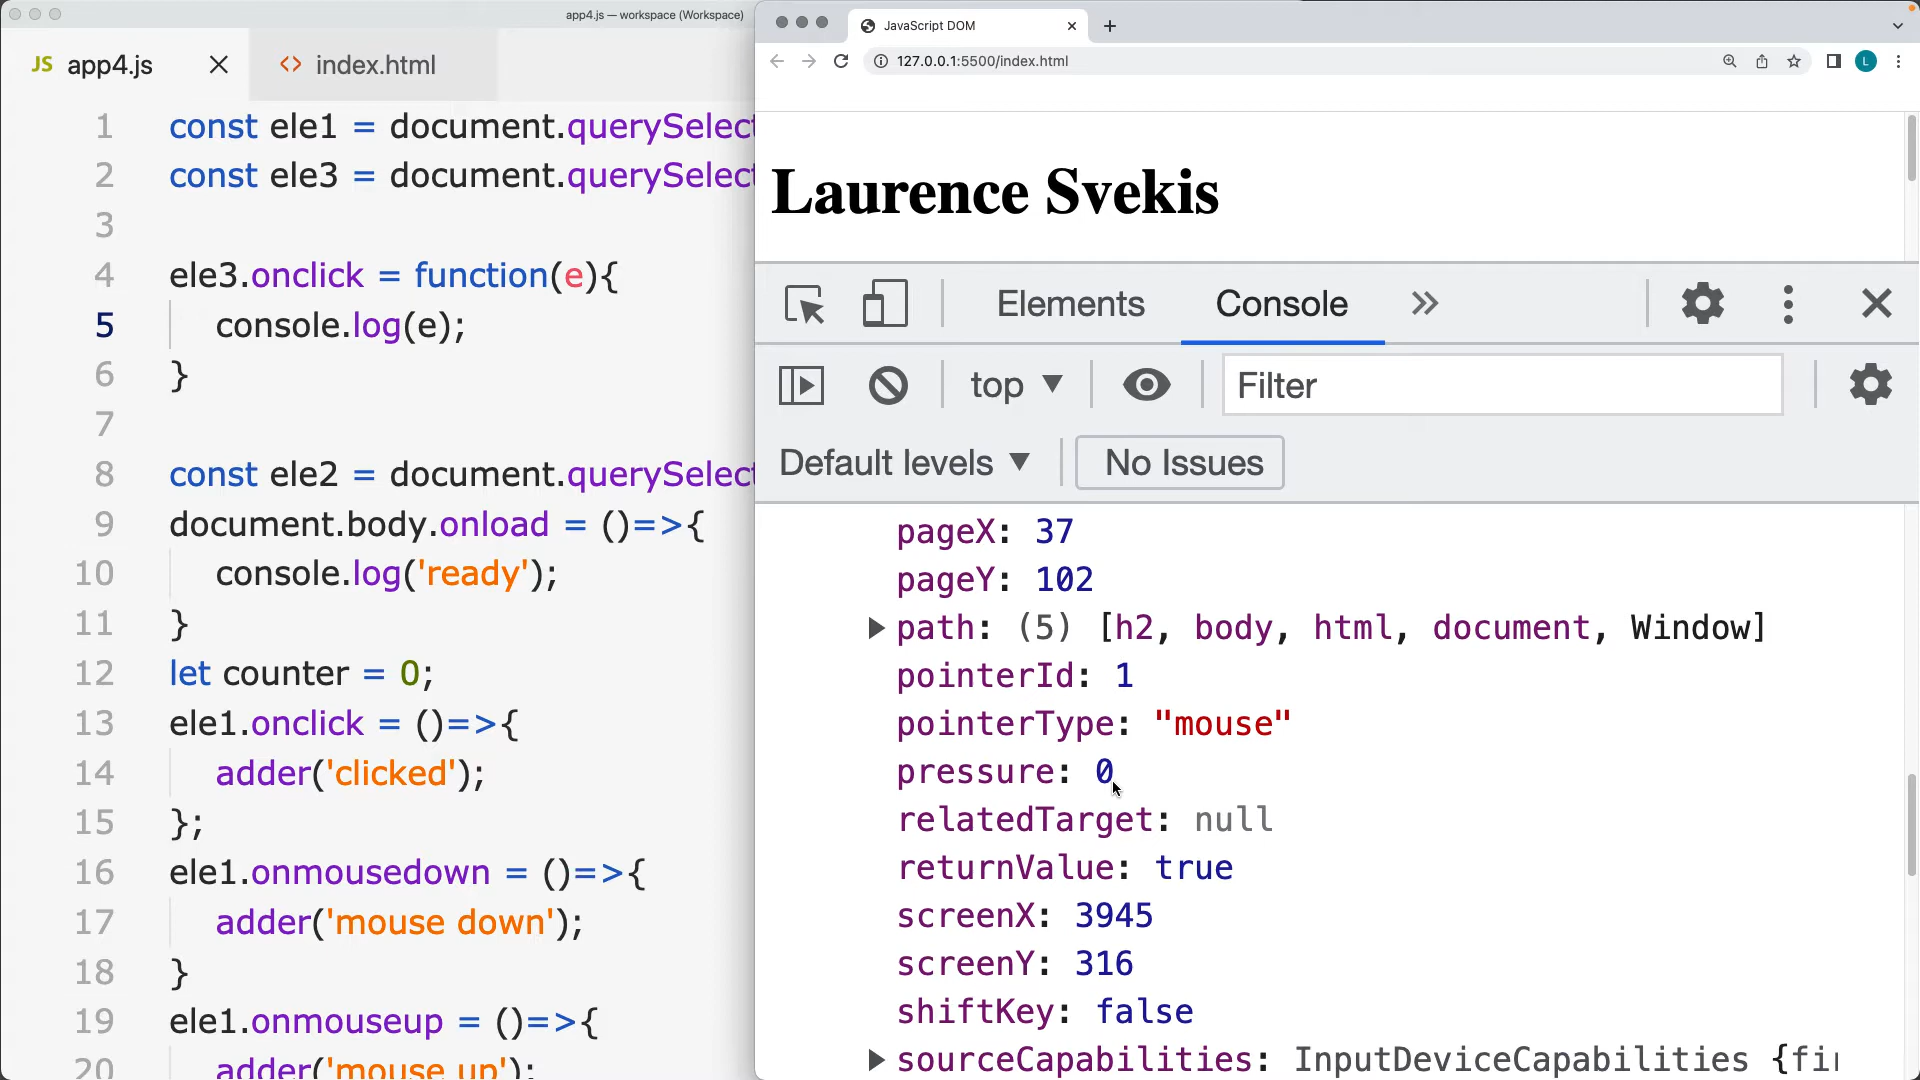 app4.js — workspace (Workspace)
JS app4.js
<> index.html
1 const ele1 = document.querySelect
2 const ele3 = document.querySelect
3
4 ele3.onclick = function(e){
5 console.log(e);
6 }
7
8 const ele2 = document.querySelect
9 document.body.onload = ()=>{
10 console.log('ready');
11 }
12 let counter = 0;
13 ele1.onclick = ()=>{
14 adder('clicked');
15 };
16 ele1.onmousedown = ()=>{
17 adder('mouse down');
18 }
19 ele1.onmouseup = ()=>{
20 adder('mouse up');
JavaScript DOM
127.0.0.1:5500/index.html
L
Laurence Svekis
Elements Console
top Filter
Default levels No Issues
pageX: 37
pageY: 102
path: (5) [h2, body, html, document, Window]
pointerId: 1
pointerType: "mouse"
pressure: 0
relatedTarget: null
returnValue: true
screenX: 3945
screenY: 316
shiftKey: false
sourceCapabilities: InputDeviceCapabilities {fir